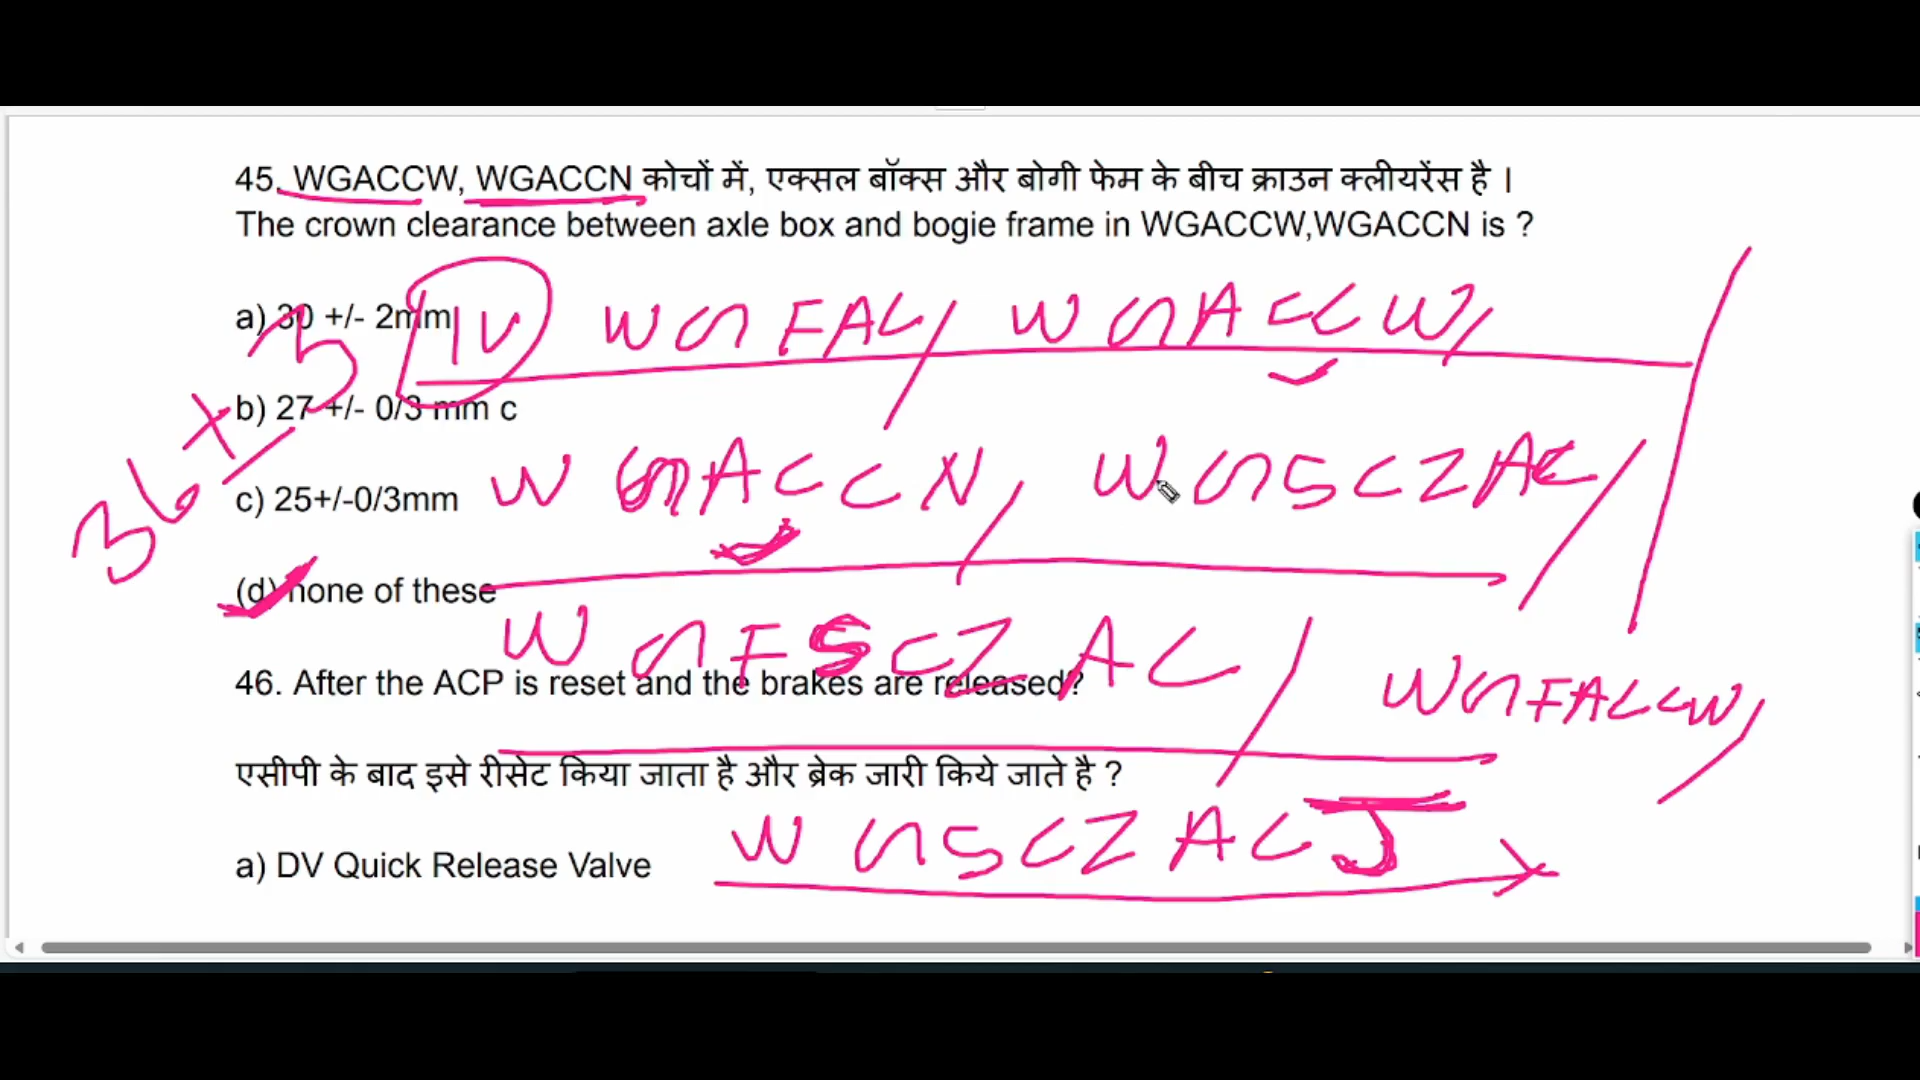 45. WGACCW, WGACCN कोचों में, एक्सल बॉक्स और बोगी फेम के बीच क्राउन क्लीयरेंस है ।
The crown clearance between axle box and bogie frame in WGACCW,WGACCN is ?
a) 30 +/- 2mm
IV WGFAC, WGACCW,
b) 27 +/- 0/3 mm c
36 ± 3
c) 25+/-0/3mm
WGACCN, WGSCZAC,
(d) none of these
WGFSCZAC, WGFACCW,
46. After the ACP is reset and the brakes are released?
एसीपी के बाद इसे रीसेट किया जाता है और ब्रेक जारी किये जाते है ?
a) DV Quick Release Valve
WGSCZACJ